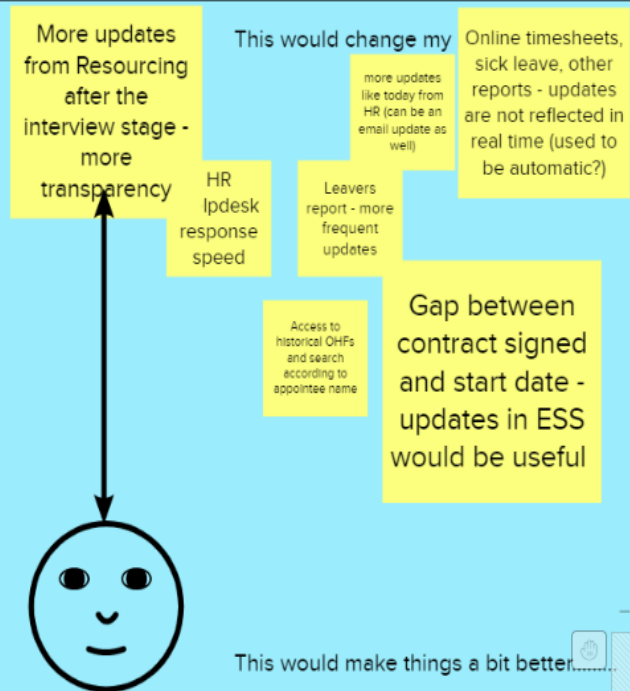 More updates
from Resourcing
after the
interview stage -
more
transparency
This would change my
more updates
like today from
HR (can be an
email update as
well)
Online timesheets,
sick leave, other
reports - updates
are not reflected in
real time (used to
be automatic?)
HR
lpdesk
response
speed
Leavers
report - more
frequent
updates
Access to
historical OHFs
and search
according to
appointee name
Gap between
contract signed
and start date -
updates in ESS
would be useful
This would make things a bit better.........